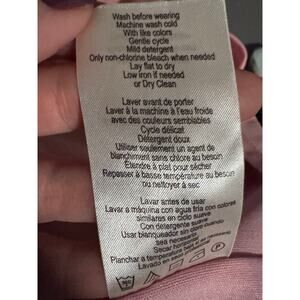 Wash before wearing
Machine wash cold
With like colors
Gentle cycle
Mild detergent
Only non-chlorine bleach when needed
Lay flat to dry
Low iron if needed
or Dry Clean
Laver avant de porter
Laver à la machine à l'eau froide
avec des couleurs semblables
Cycle délicat
Détergent doux
Utiliser seulement un agent de
blanchiment sans chlore au besoin
Étendre à plat pour sécher
Repasser à basse température au besoin
ou nettoyer à sec
Lavar antes de usar
Lavar a máquina con agua fría con colores
similares en ciclo suave
Con detergente suave
Usar blanqueador sin cloro cuando
sea necesario
Secar horizontal
Planchar a temperatura baja
Lavado en seco